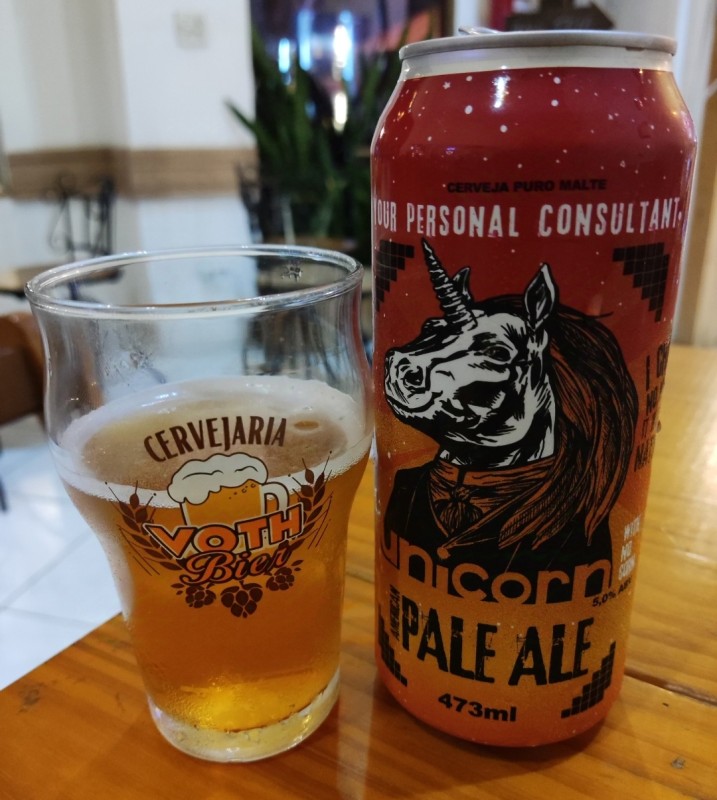 CERVEJARIA
VOTH
Bier
CERVEJA PURO MALTE
YOUR PERSONAL CONSULTANT
unicorn
5,0% ABV
PALE ALE
473ml